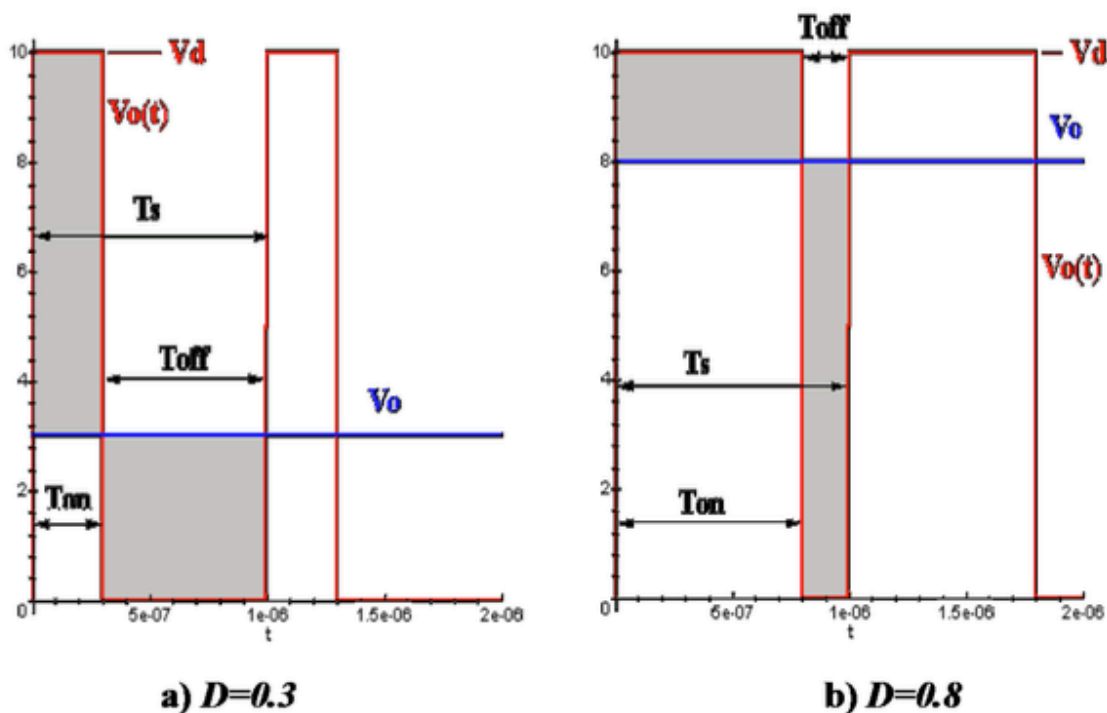 10
Vd
Vo(t)
8
Ts
6
Toff
4
Vo
2
Ton
0
5e-07
1e-06
1.5e-06
2e-06
t
a) D=0.3
Toff
10
Vd
Vo
8
Vo(t)
6
Ts
4
2
Ton
0
5e-07
1e-06
1.5e-06
2e-06
t
b) D=0.8